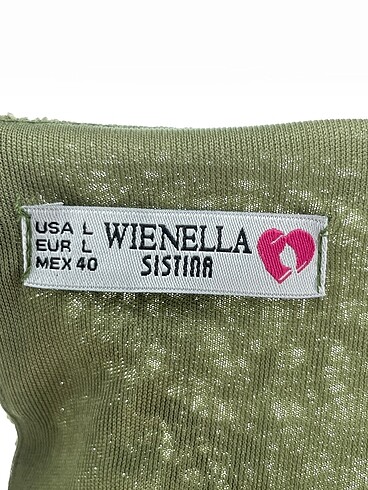 USA L
EUR L
MEX 40
WIENELLA
SISTINA